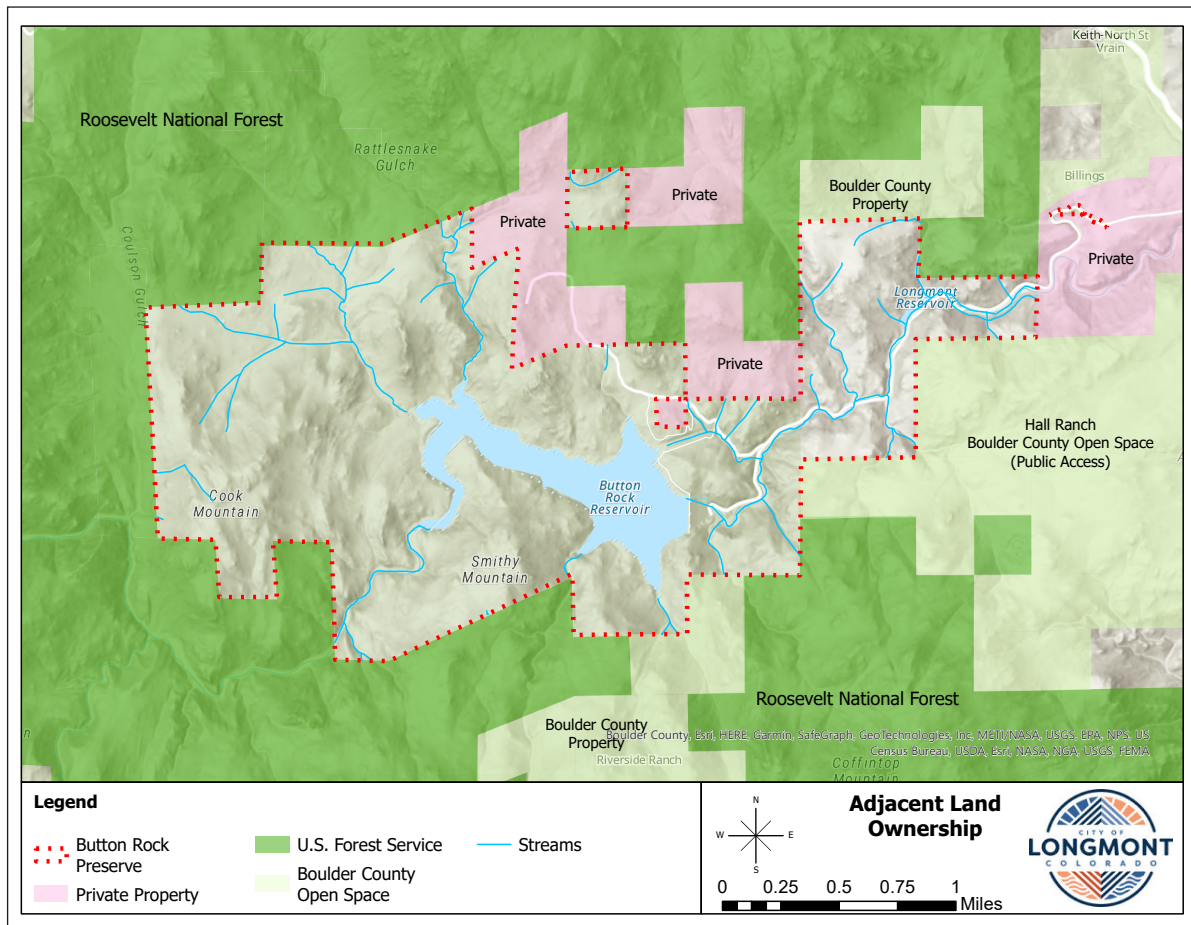 Keith-North St
Vrain
Roosevelt National Forest
Rattlesnake
Gulch
Billings
Private
Private
Boulder County
Property
Private
Coulson Gulch
Longmont
Reservoir
Private
Hall Ranch
Boulder County Open Space
(Public Access)
Button
Rock
Reservoir
Cook
Mountain
Smithy
Mountain
Roosevelt National Forest
Boulder County
Property
Boulder County, Esri, HERE, Garmin, SafeGraph, GeoTechnologies, Inc, METI/NASA, USGS, EPA, NPS, US
Census Bureau, USDA, Esri, NASA, NGA, USGS, FEMA
Riverside Ranch
Coffintop
Mountain
Legend
Button Rock
Preserve
Private Property
U.S. Forest Service
Boulder County
Open Space
Streams
N
W
E
S
Adjacent Land
Ownership
0 0.25 0.5 0.75 1
Miles
CITY OF
LONGMONT
COLORADO